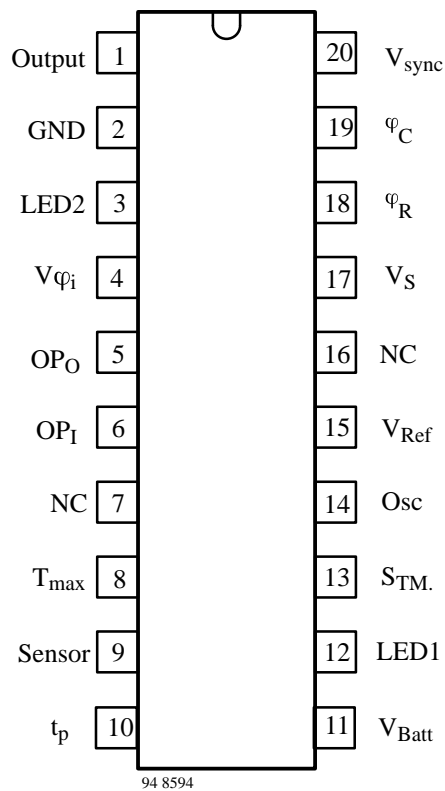 Output 1 20 Vsync
GND 2 19 φC
LED2 3 18 φR
Vφi 4 17 VS
OPO 5 16 NC
OPI 6 15 VRef
NC 7 14 Osc
Tmax 8 13 STM.
Sensor 9 12 LED1
tp 10 11 VBatt
94 8594